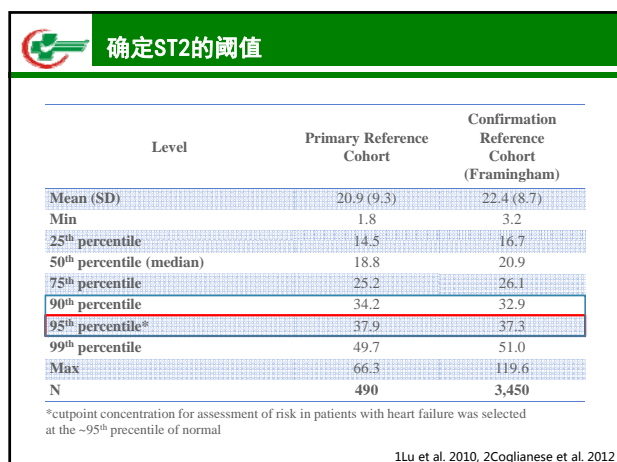 确定ST2的阈值
Level Primary Reference Cohort Confirmation Reference Cohort (Framingham)
Mean (SD) 20.9 (9.3) 22.4 (8.7)
Min 1.8 3.2
25th percentile 14.5 16.7
50th percentile (median) 18.8 20.9
75th percentile 25.2 26.1
90th percentile 34.2 32.9
95th percentile* 37.9 37.3
99th percentile 49.7 51.0
Max 66.3 119.6
N 490 3,450
*cutpoint concentration for assessment of risk in patients with heart failure was selected
at the ~95th precentile of normal
1Lu et al. 2010, 2Coglianese et al. 2012